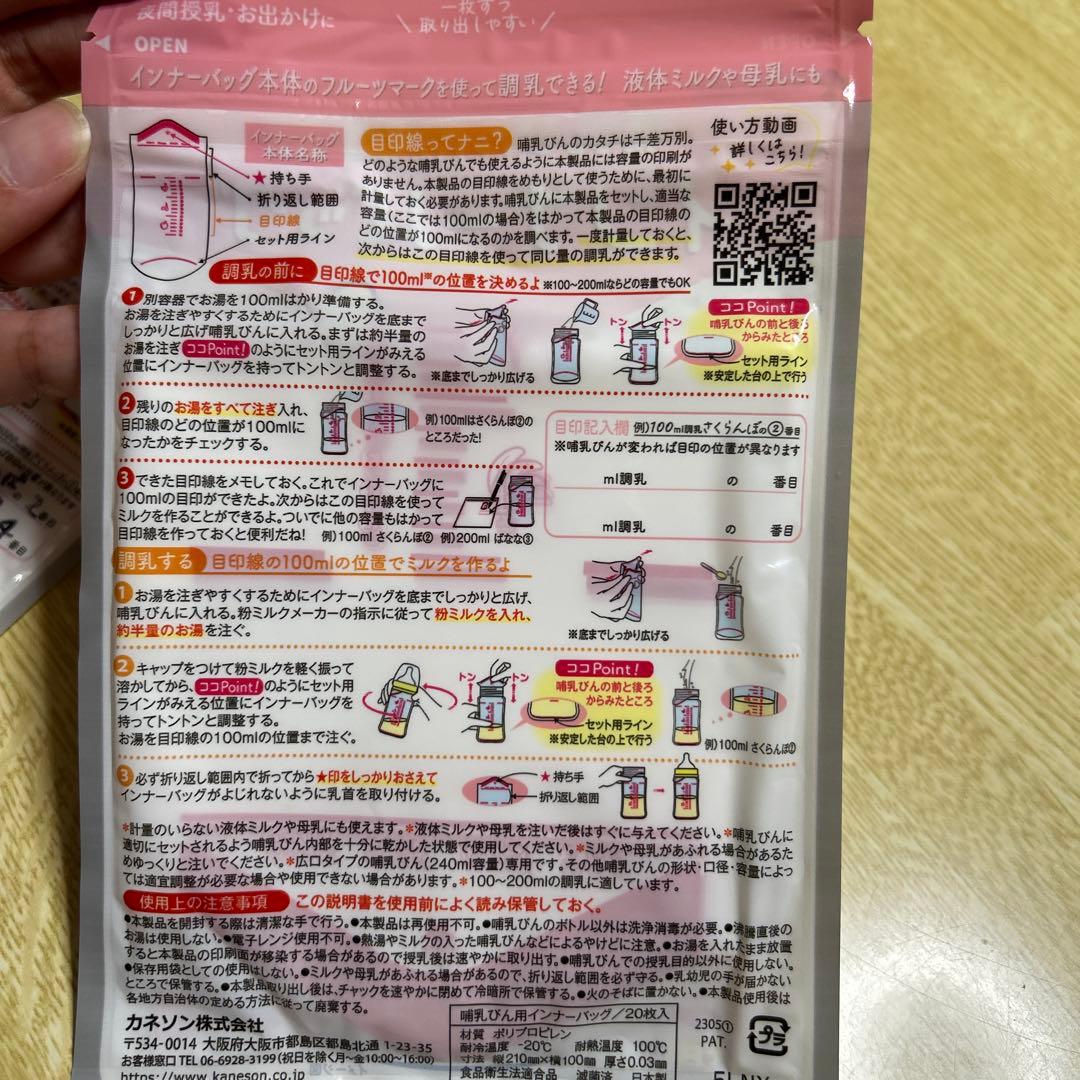 夜間授乳・お出かけに
一枚ずつ
取り出しやすい
OPEN
インナーバッグ本体のフルーツマークを使って調乳できる! 液体ミルクや母乳にも
インナーバッグ
本体名称
★持ち手
折り返し範囲
目印線
セット用ライン
目印線ってナニ? 哺乳びんのカタチは千差万別。
どのような哺乳びんでも使えるように本製品には容量の印刷が
ありません。本製品の目印線をめもりとして使うために、最初に
計量しておく必要があります。哺乳びんに本製品をセットし、適当な
容量(ここでは100mlの場合)をはかって本製品の目印線の
どの位置が100mlになるのかを調べます。一度計量しておくと、
次からはこの目印線を使って同じ量の調乳ができます。
使い方動画
詳しくは
こちら!
調乳の前に 目印線で100ml※の位置を決めるよ ※100~200mlならどの容量でもOK
1 別容器でお湯を100mlはかり準備する。
お湯を注ぎやすくするためにインナーバッグを底まで
しっかりと広げ哺乳びんに入れる。まずは約半量の
お湯を注ぎ ココPoint! のようにセット用ラインがみえる
位置にインナーバッグを持ってトントンと調整する。
※底までしっかり広げる
トン トン
ココPoint!
哺乳びんの前と後ろ
からみたところ
セット用ライン
※安定した台の上で行う
2 残りのお湯をすべて注ぎ入れ、
目印線のどの位置が100mlに
なったかをチェックする。
例)100mlはさくらんぼ②の
ところだった!
目印記入欄 例)100ml調乳さくらんぼの②番目
※哺乳びんが変われば目印の位置が異なります
ml調乳 の 番目
ml調乳 の 番目
3 できた目印線をメモしておく。これでインナーバッグに
100mlの目印ができたよ。次からはこの目印線を使って
ミルクを作ることができるよ。ついでに他の容量もはかって
目印線を作っておくと便利だね! 例)100ml さくらんぼ② 例)200ml ばなな③
調乳する 目印線の100mlの位置でミルクを作るよ
1 お湯を注ぎやすくするためにインナーバッグを底までしっかりと広げ、
哺乳びんに入れる。粉ミルクメーカーの指示に従って粉ミルクを入れ、
約半量のお湯を注ぐ。
※底までしっかり広げる
2 キャップをつけて粉ミルクを軽く振って
溶かしてから、ココPoint! のようにセット用
ラインがみえる位置にインナーバッグを
持ってトントンと調整する。
お湯を目印線の100mlの位置まで注ぐ。
トン トン
ココPoint!
哺乳びんの前と後ろ
からみたところ
セット用ライン
※安定した台の上で行う
例)100ml さくらんぼ②
3 必ず折り返し範囲内で折ってから★印をしっかりおさえて
インナーバッグがよじれないように乳首を取り付ける。
★持ち手
折り返し範囲
*計量のいらない液体ミルクや母乳にも使えます。*液体ミルクや母乳を注いだ後はすぐに与えてください。*哺乳びんに
適切にセットされるよう哺乳びん内部を十分に乾かした状態で使用してください。*ミルクや母乳があふれる場合があるた
めゆっくりと注いでください。*広口タイプの哺乳びん(240ml容量)専用です。その他哺乳びんの形状・口径・容量によっ
ては適宜調整が必要な場合や使用できない場合があります。*100~200mlの調乳に適しています。
使用上の注意事項 この説明書を使用前によく読み保管しておく。
●本製品を開封する際は清潔な手で行う。●本製品は再使用不可。●哺乳びんのボトル以外は洗浄消毒が必要。●沸騰直後の
お湯は使用しない。●電子レンジ使用不可。●熱湯やミルクの入った哺乳びんなどによるやけどに注意。●お湯を入れたまま放置
すると本製品の印刷面が移染する場合があるので授乳後は速やかに取り出す。●哺乳びんでの授乳目的以外に使用しない。
●保存用袋としての使用はしない。●ミルクや母乳があふれる場合があるので、折り返し範囲を必ず守る。●乳幼児の手が届かない
ところで保管する。●本製品取り出し後は、チャックを速やかに閉めて冷暗所で保管する。●火のそばに置かない。●本製品使用後は
各地方自治体の定める方法に従って廃棄する。
カネソン株式会社
〒534-0014 大阪府大阪市都島区都島北通 1-23-35
お客様窓口 TEL 06-6928-3199(祝日を除く月~金10:00~16:00)
https://www.kaneson.co.jp
哺乳びん用インナーバッグ/20枚入
材質 ポリプロピレン
耐冷温度 -20℃ 耐熱温度 100℃
寸法 縦210mm×横100mm 厚さ0.03mm
食品衛生法適合品 滅菌済 日本製
2305①
PAT.
プラ